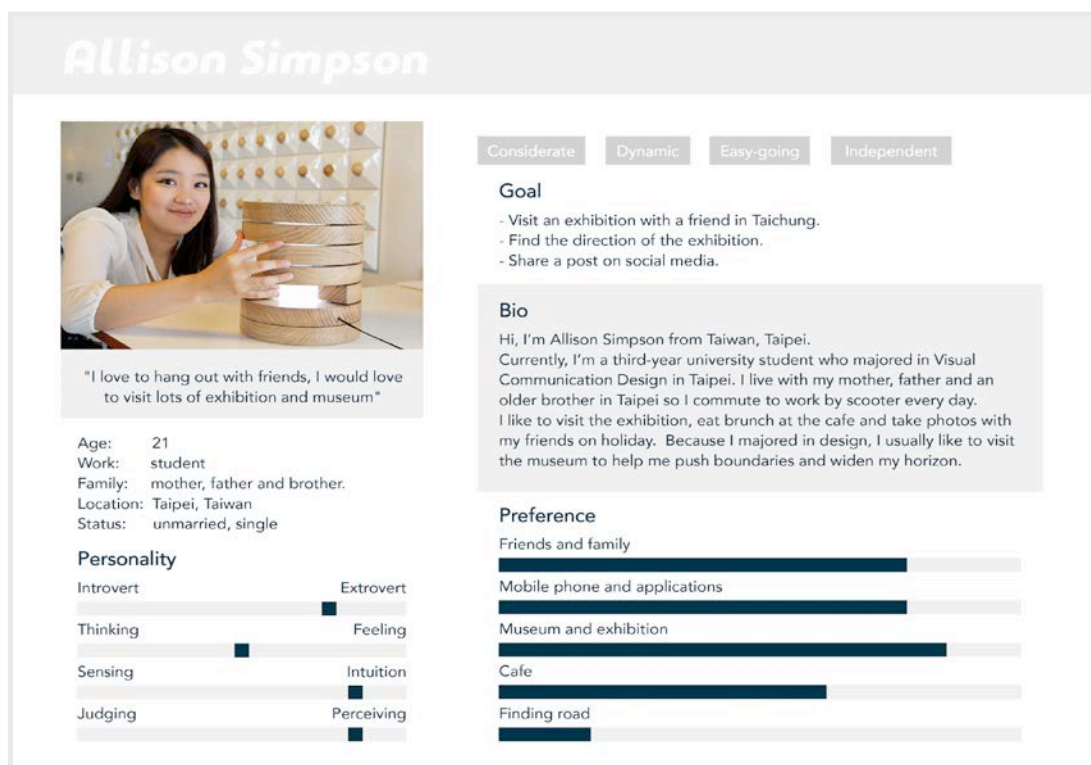 Allison Simpson
"I love to hang out with friends, I would love
to visit lots of exhibition and museum"
Age: 21
Work: student
Family: mother, father and brother.
Location: Taipei, Taiwan
Status: unmarried, single
Personality
Introvert Extrovert
Thinking Feeling
Sensing Intuition
Judging Perceiving
Considerate Dynamic Easy-going Independent
Goal
- Visit an exhibition with a friend in Taichung.
- Find the direction of the exhibition.
- Share a post on social media.
Bio
Hi, I'm Allison Simpson from Taiwan, Taipei.
Currently, I'm a third-year university student who majored in Visual
Communication Design in Taipei. I live with my mother, father and an
older brother in Taipei so I commute to work by scooter every day.
I like to visit the exhibition, eat brunch at the cafe and take photos with
my friends on holiday. Because I majored in design, I usually like to visit
the museum to help me push boundaries and widen my horizon.
Preference
Friends and family
Mobile phone and applications
Museum and exhibition
Cafe
Finding road